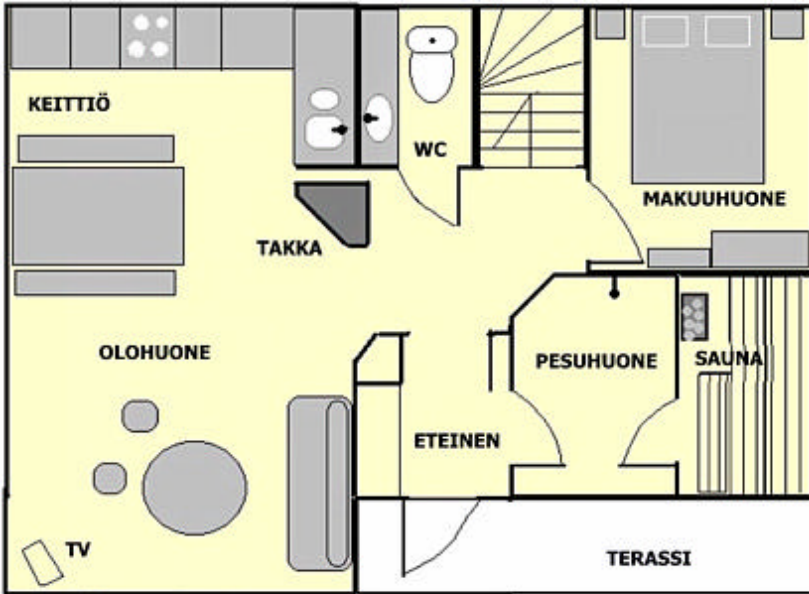 KEITTIÖ
WC
MAKUUHUONE
TAKKA
OLOHUONE
PESUHUONE
SAUNA
ETEINEN
TV
TERASSI